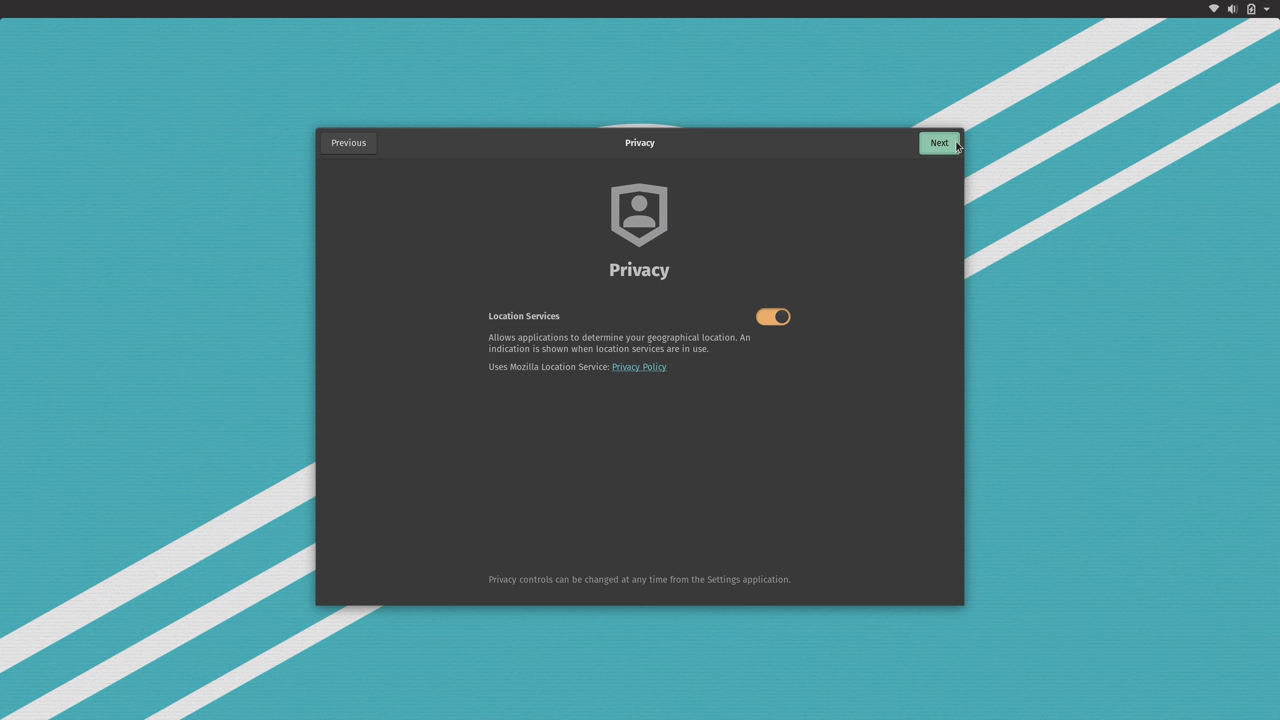 Previous
Privacy
Next
Privacy
Location Services
Allows applications to determine your geographical location. An
indication is shown when location services are in use.
Uses Mozilla Location Service: Privacy Policy
Privacy controls can be changed at any time from the Settings application.